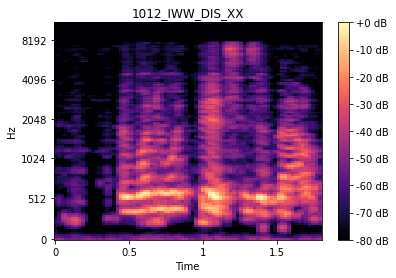 1012_IWW_DIS_XX
+0 dB
8192
-10 dB
4096
-20 dB
-30 dB
2048
Hz
-40 dB
1024
-50 dB
512
-60 dB
-70 dB
0
-80 dB
0
0.5
1
1.5
Time